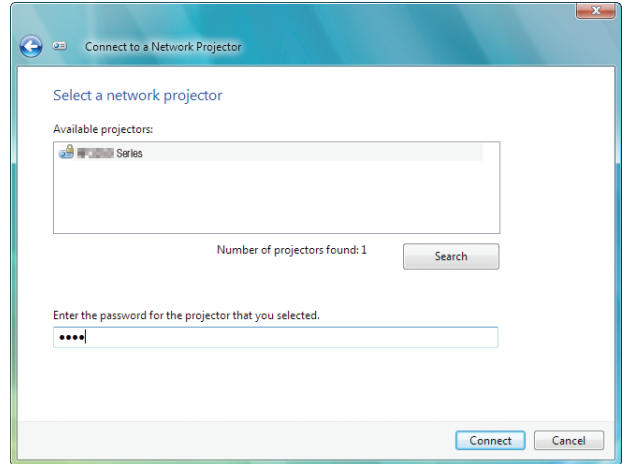 Connect to a Network Projector
Select a network projector
Available projectors:
Series
Number of projectors found: 1
Search
Enter the password for the projector that you selected.
••••
Connect
Cancel